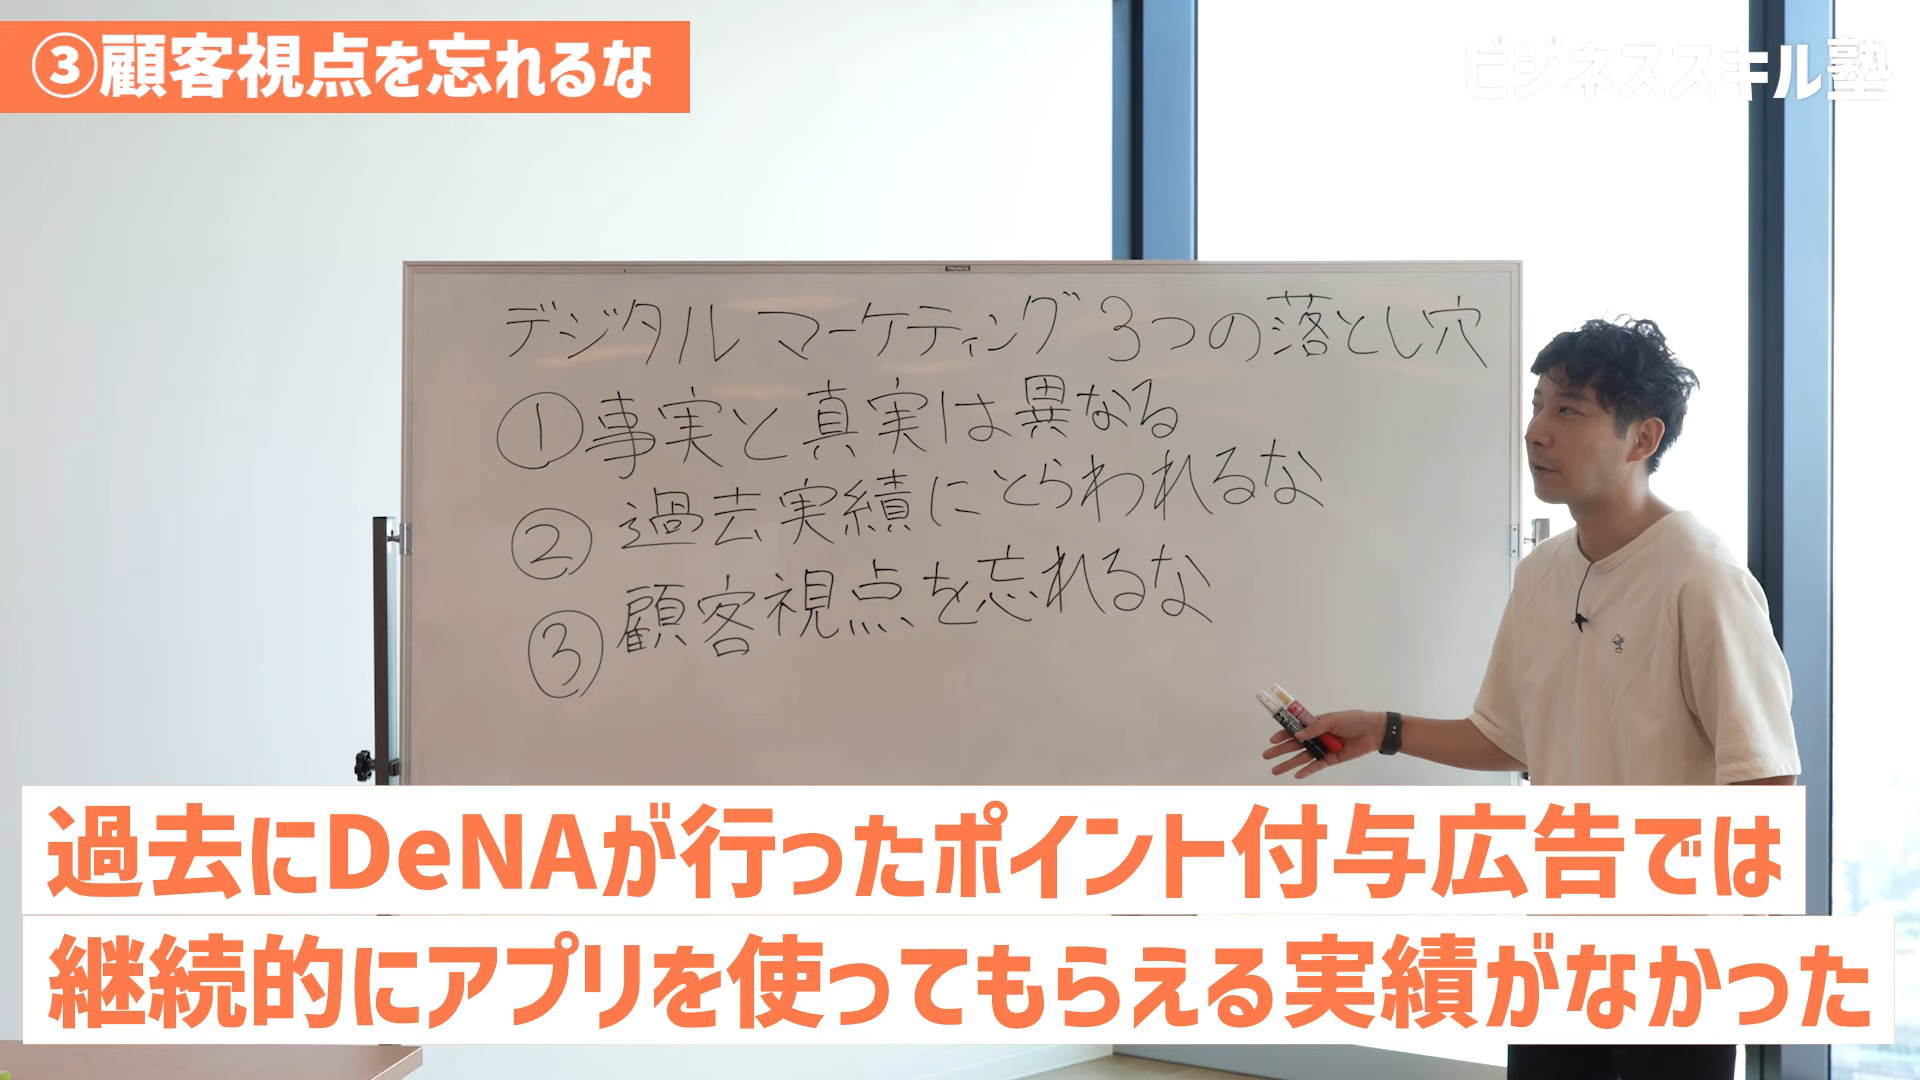 ③顧客視点を忘れるな
ビジネススキル塾
TRUSCO
デジタルマーケティング 3つの落とし穴
①事実と真実は異なる
② 過去実績にとらわれるな
③ 顧客視点を忘れるな
過去にDeNAが行ったポイント付与広告では
継続的にアプリを使ってもらえる実績がなかった